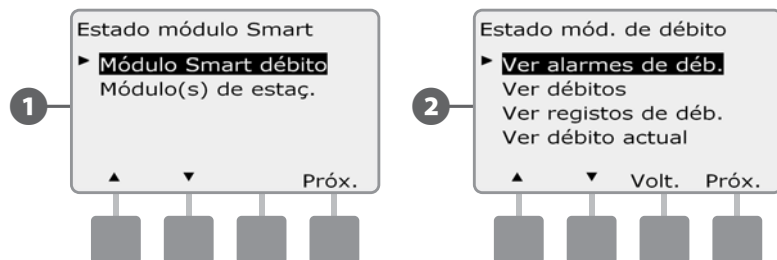 1
Estado módulo Smart
► Módulo Smart débito
Módulo(s) de estaç.
▲ ▼ Próx.
2
Estado mód. de débito
► Ver alarmes de déb.
Ver débitos
Ver registos de déb.
Ver débito actual
▲ ▼ Volt. Próx.